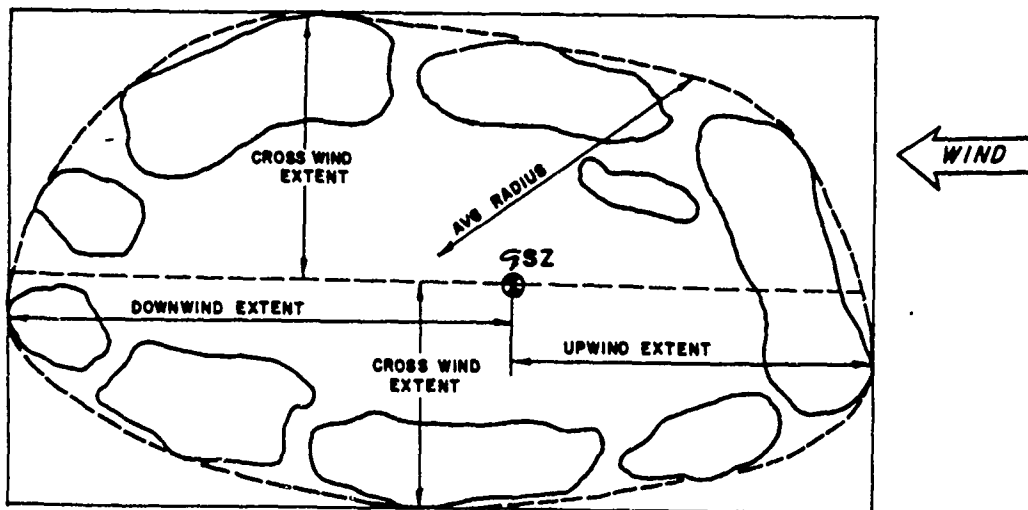 CROSS WIND
EXTENT
AVG RADIUS
WIND
GSZ
DOWNWIND EXTENT
UPWIND EXTENT
CROSS WIND
EXTENT